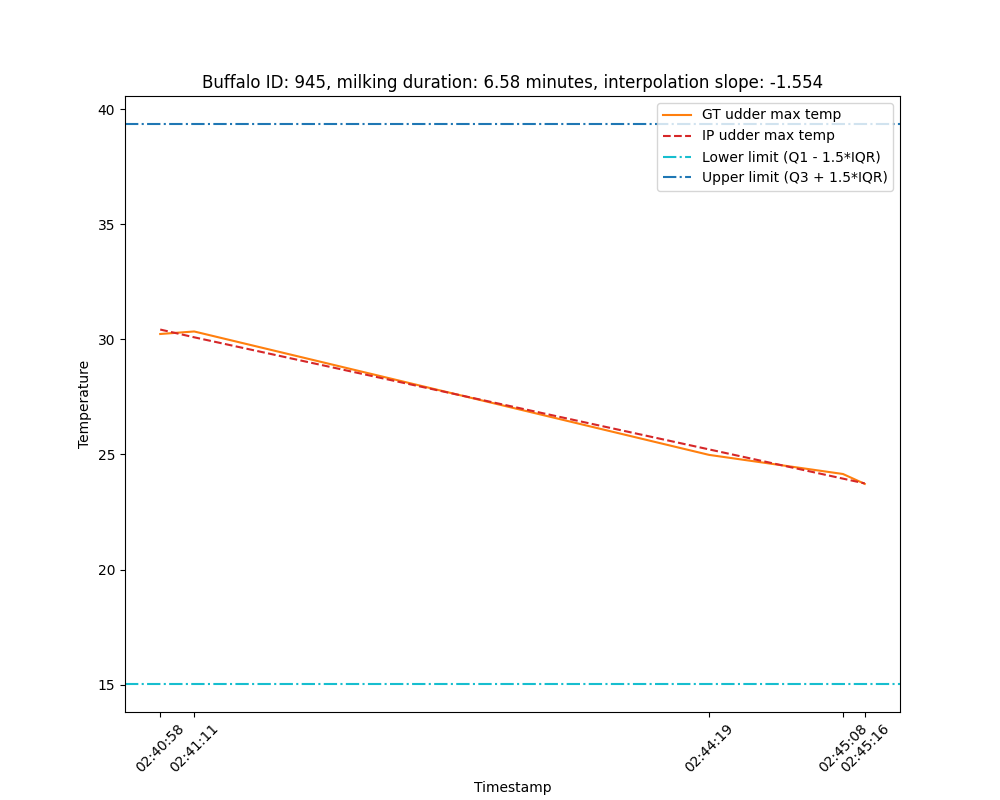 Buffalo ID: 945, milking duration: 6.58 minutes, interpolation slope: -1.554
GT udder max temp
IP udder max temp
Lower limit (Q1 - 1.5*IQR)
Upper limit (Q3 + 1.5*IQR)
40
35
30
25
20
15
Temperature
02:40:58
02:41:11
02:44:19
02:45:08
02:45:16
Timestamp